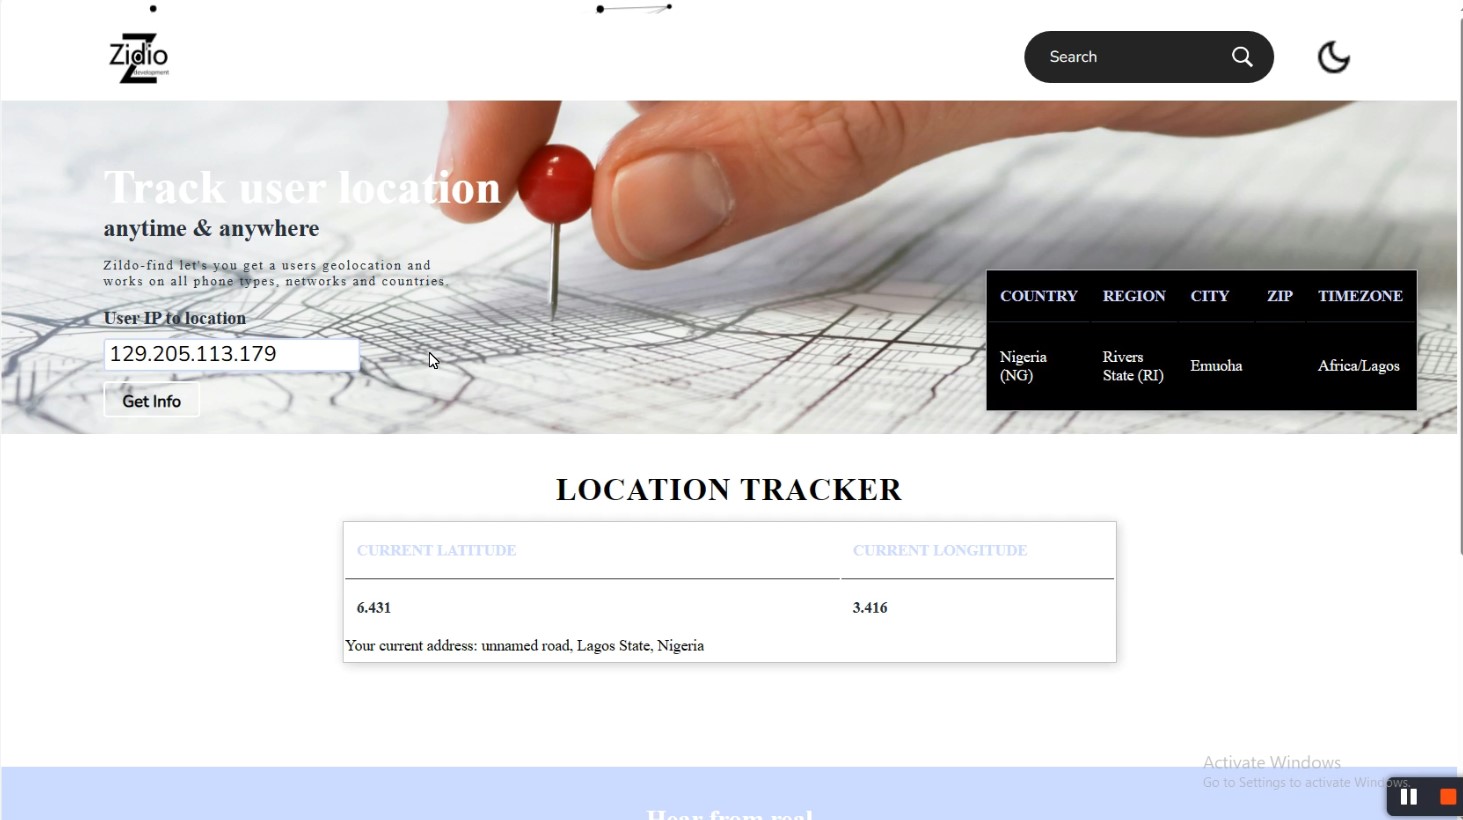 Zidio
development
Search
Track user location
anytime & anywhere
Zildo-find let's you get a users geolocation and
works on all phone types, networks and countries.
User IP to location
129.205.113.179
Get Info
COUNTRY REGION CITY ZIP TIMEZONE
Nigeria (NG) Rivers State (RI) Emuoha Africa/Lagos
LOCATION TRACKER
CURRENT LATITUDE CURRENT LONGITUDE
6.431 3.416
Your current address: unnamed road, Lagos State, Nigeria
Activate Windows
Go to Settings to activate Windows.
Hear from real